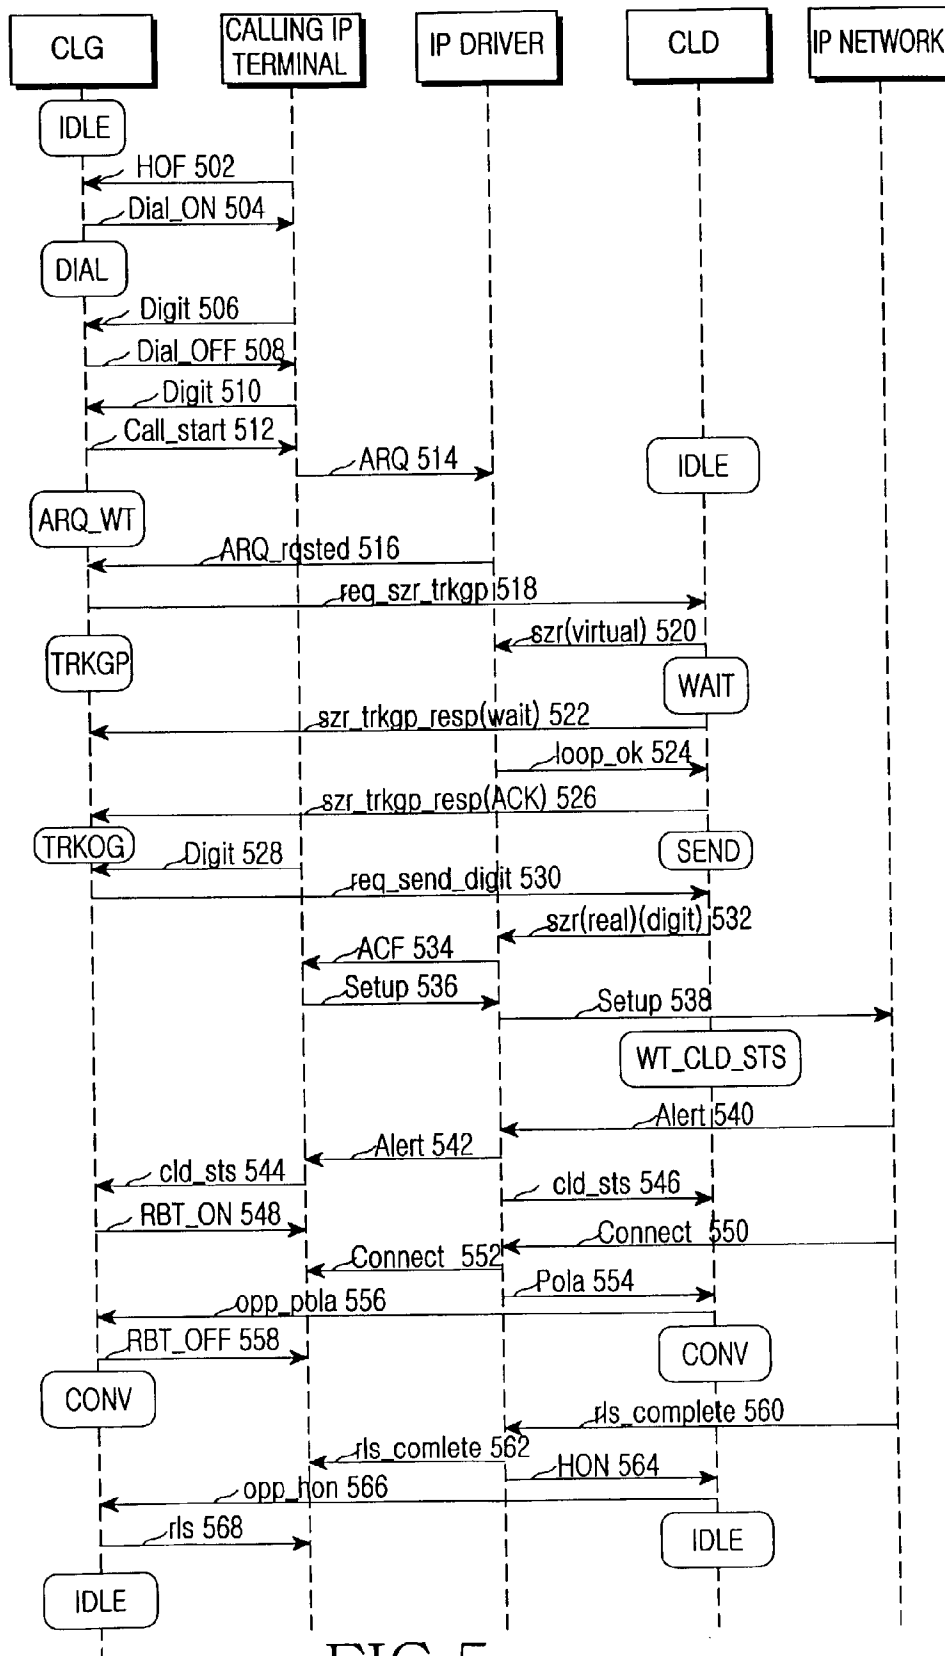 CLG
CALLING IP
TERMINAL
IP DRIVER
CLD
IP NETWORK
IDLE
HOF 502
Dial_ON 504
DIAL
Digit 506
Dial_OFF 508
Digit 510
Call_start 512
ARQ 514
IDLE
ARQ_WT
ARQ_rqsted 516
req_szr_trkgp 518
szr(virtual) 520
TRKGP
WAIT
szr_trkgp_resp(wait) 522
loop_ok 524
szr_trkgp_resp(ACK) 526
TRKOG
SEND
Digit 528
req_send_digit 530
szr(real)(digit) 532
ACF 534
Setup 536
Setup 538
WT_CLD_STS
Alert 540
Alert 542
cld_sts 544
cld_sts 546
RBT_ON 548
Connect 550
Connect 552
Pola 554
opp_pola 556
RBT_OFF 558
CONV
CONV
rls_complete 560
rls_comlete 562
HON 564
opp_hon 566
rls 568
IDLE
IDLE
FIG.5